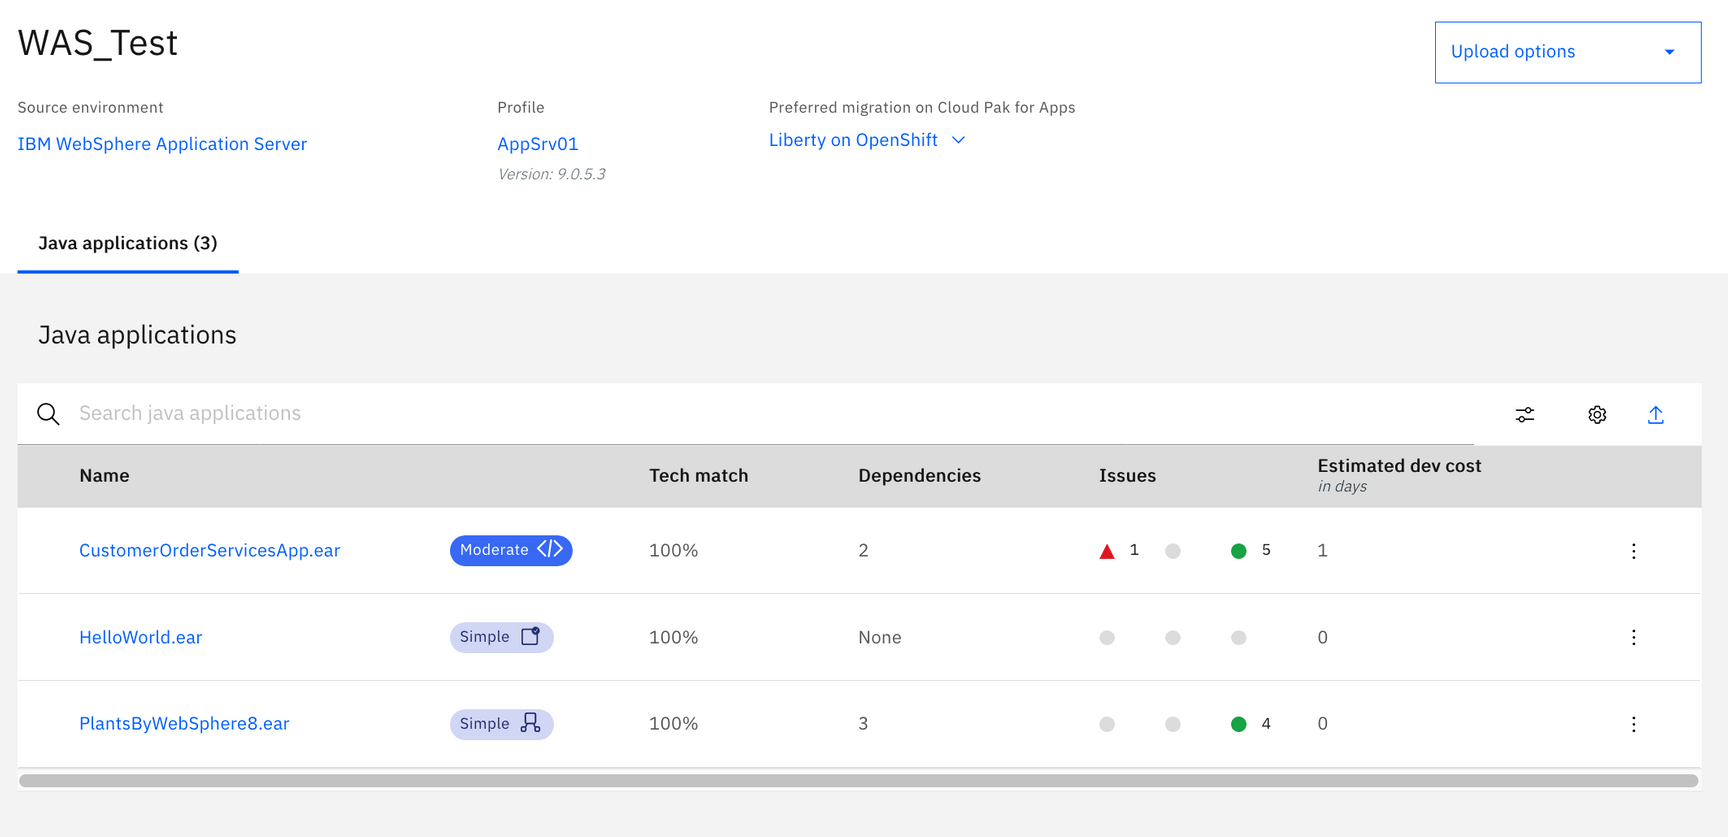 WAS_Test
Upload options
Source environment
Profile
Preferred migration on Cloud Pak for Apps
IBM WebSphere Application Server
AppSrv01
Liberty on OpenShift
Version: 9.0.5.3
Java applications (3)
Java applications
Search java applications
Name Tech match Dependencies Issues Estimated dev cost
in days
CustomerOrderServicesApp.ear Moderate 100% 2 1 5 1
HelloWorld.ear Simple 100% None 0
PlantsByWebSphere8.ear Simple 100% 3 4 0